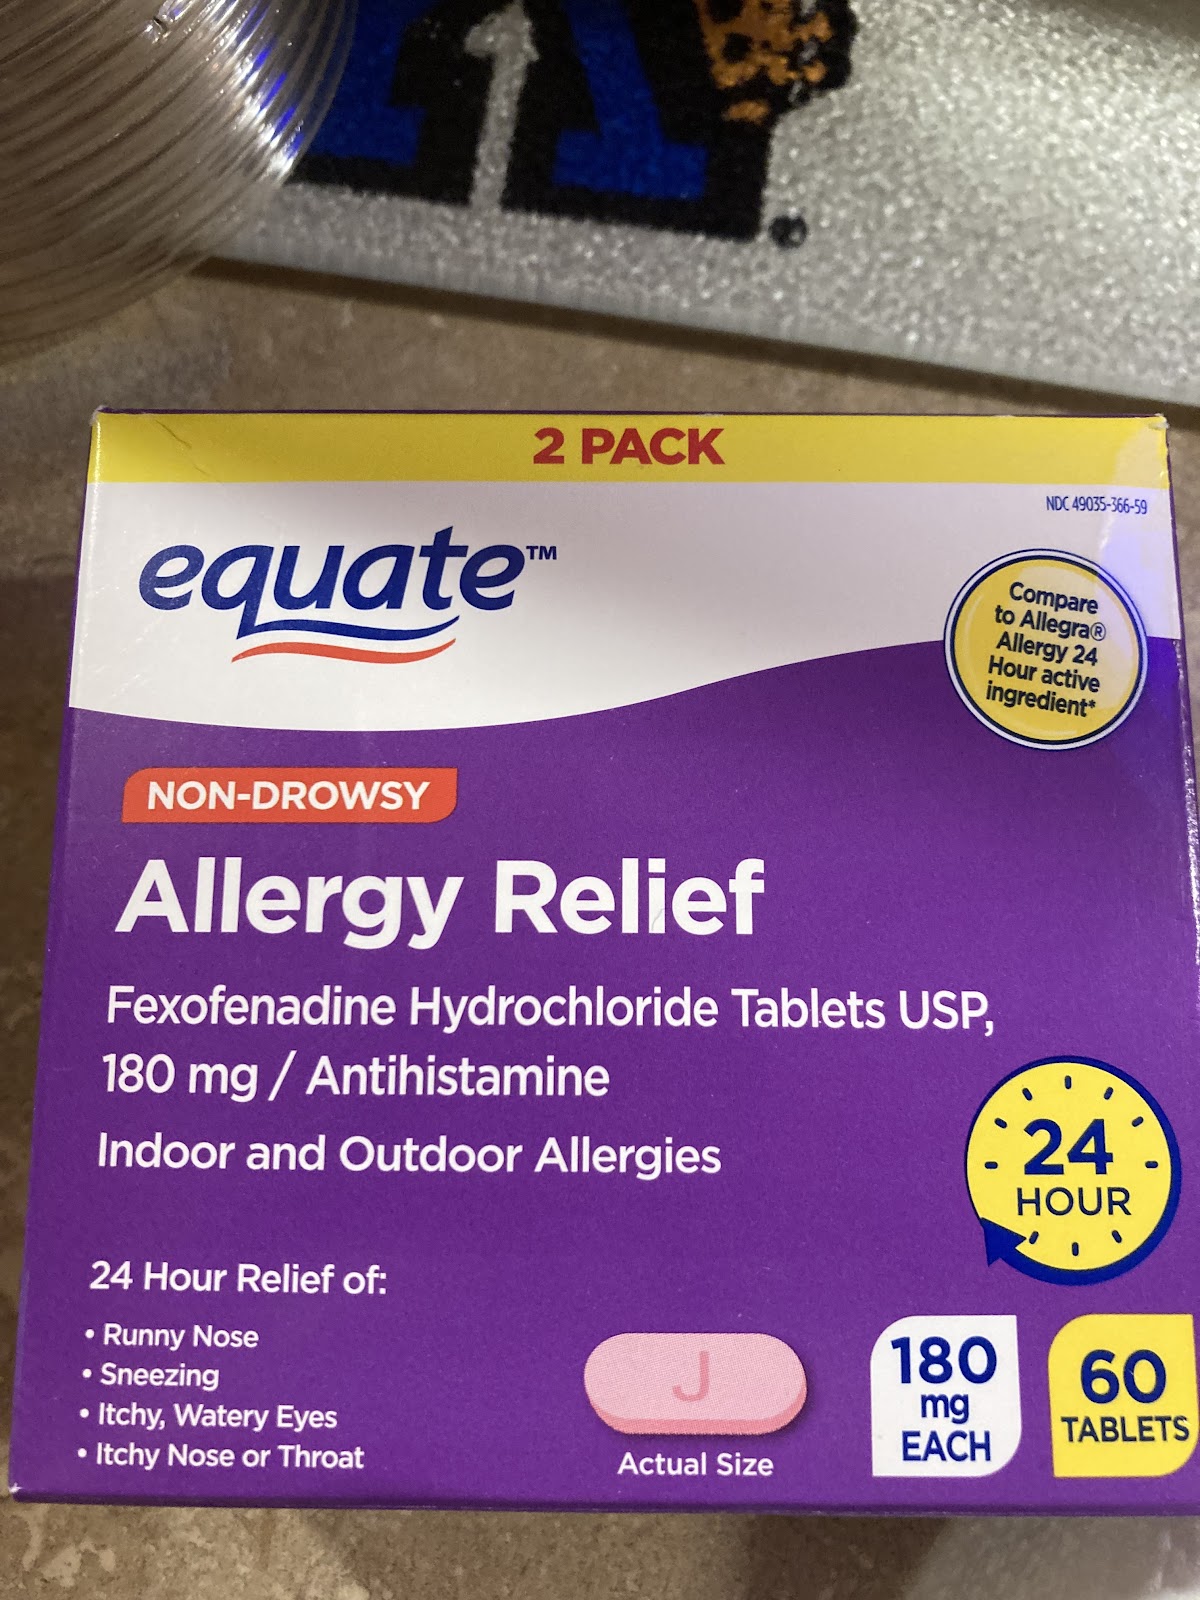 2 PACK
NDC 49035-366-59
equate™
Compare
to Allegra®
Allergy 24
Hour active
ingredient*
NON-DROWSY
Allergy Relief
Fexofenadine Hydrochloride Tablets USP,
180 mg / Antihistamine
Indoor and Outdoor Allergies
24
HOUR
24 Hour Relief of:
• Runny Nose
• Sneezing
• Itchy, Watery Eyes
• Itchy Nose or Throat
J
Actual Size
180
mg
EACH
60
TABLETS